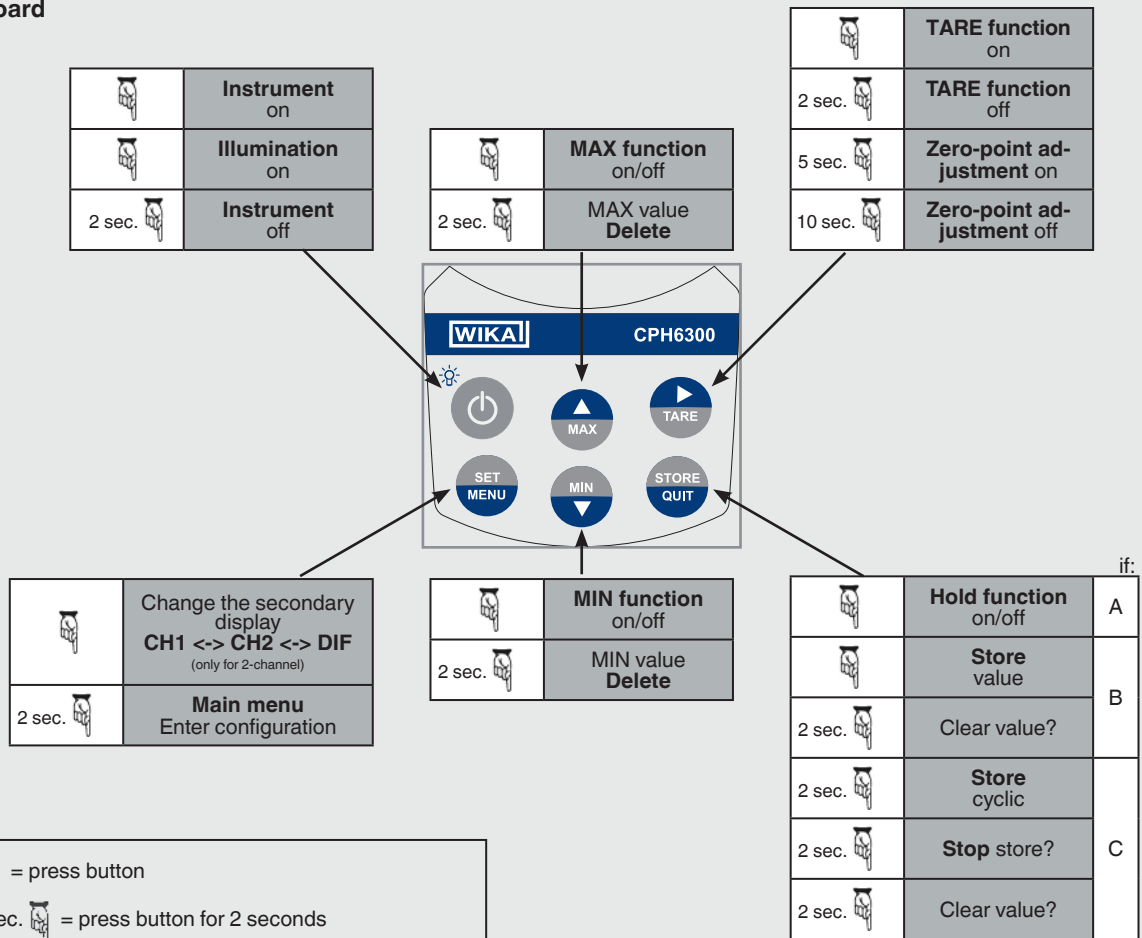 oard
Instrument
on
Illumination
on
2 sec.
Instrument
off
MAX function
on/off
2 sec.
MAX value
Delete
TARE function
on
2 sec.
TARE function
off
5 sec.
Zero-point ad-
justment on
10 sec.
Zero-point ad-
justment off
WIKA
CPH6300
MAX
TARE
SET
MENU
MIN
STORE
QUIT
Change the secondary
display
CH1 <-> CH2 <-> DIF
(only for 2-channel)
2 sec.
Main menu
Enter configuration
MIN function
on/off
2 sec.
MIN value
Delete
if:
Hold function
on/off
A
Store
value
B
2 sec.
Clear value?
2 sec.
Store
cyclic
2 sec.
Stop store?
C
2 sec.
Clear value?
= press button
ec. = press button for 2 seconds